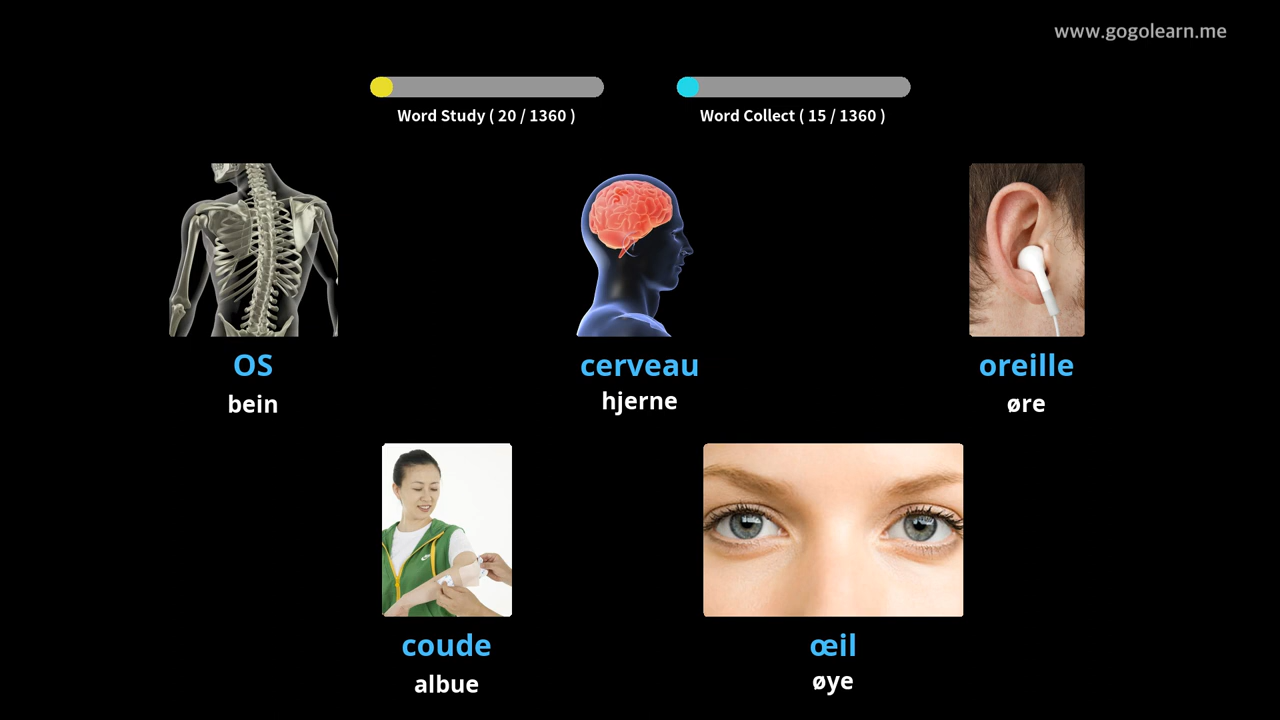 www.gogolearn.me
Word Study ( 20 / 1360 )
Word Collect ( 15 / 1360 )
os
bein
cerveau
hjerne
oreille
øre
coude
albue
œil
øye